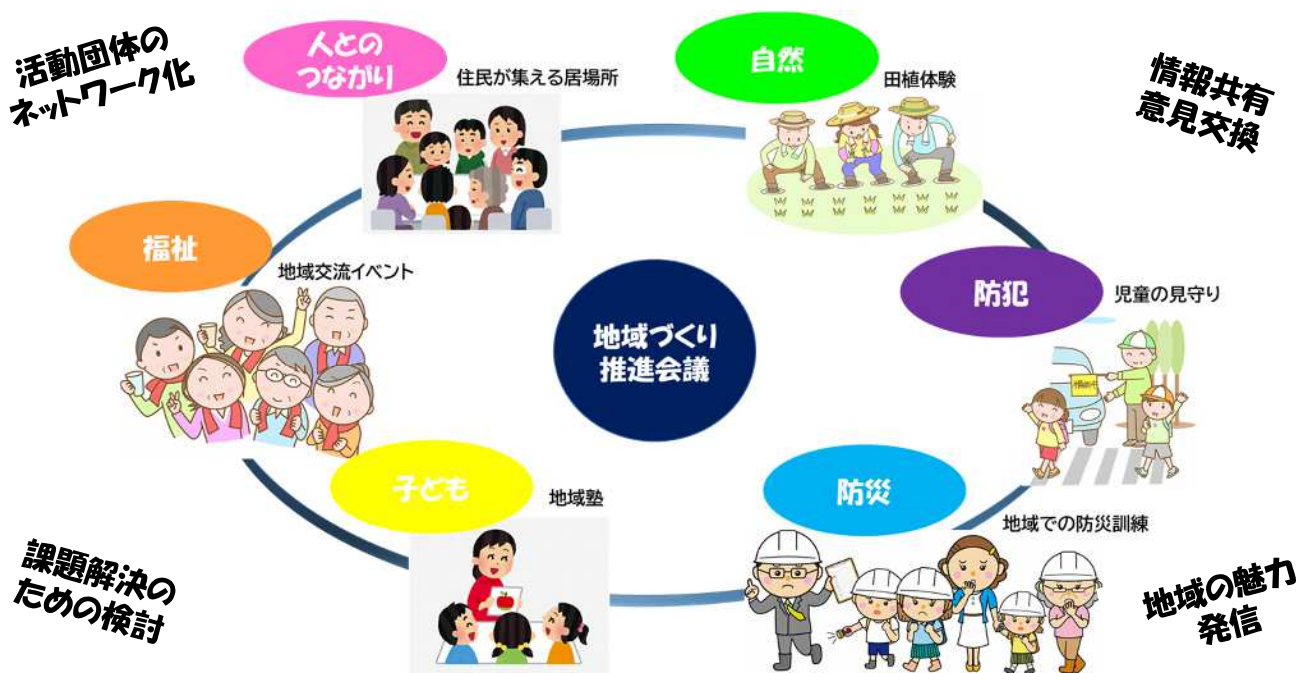 活動団体の
ネットワーク化
人との
つながり
住民が集える居場所
自然
田植体験
情報共有
意見交換
福祉
地域交流イベント
防犯
児童の見守り
地域づくり
推進会議
子ども
地域塾
防災
地域での防災訓練
課題解決の
ための検討
地域の魅力
発信